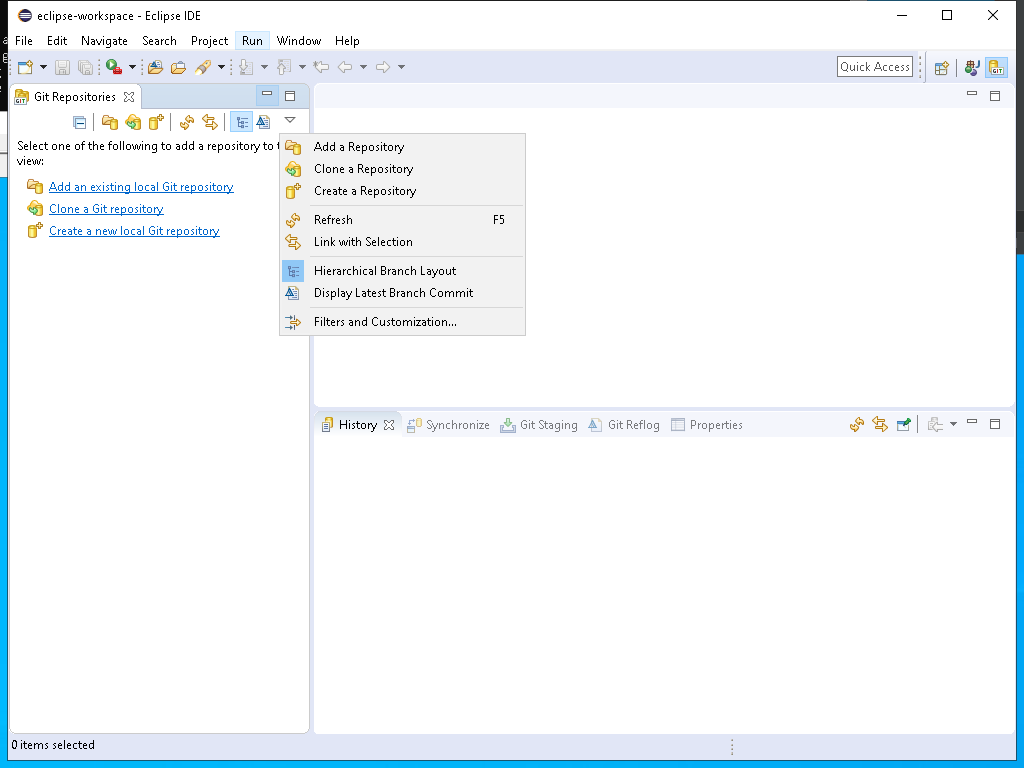 eclipse-workspace - Eclipse IDE
File Edit Navigate Search Project Run Window Help
Quick Access
Git Repositories
Select one of the following to add a repository to
view:
Add an existing local Git repository
Clone a Git repository
Create a new local Git repository
Add a Repository
Clone a Repository
Create a Repository
Refresh F5
Link with Selection
Hierarchical Branch Layout
Display Latest Branch Commit
Filters and Customization...
History Synchronize Git Staging Git Reflog Properties
0 items selected